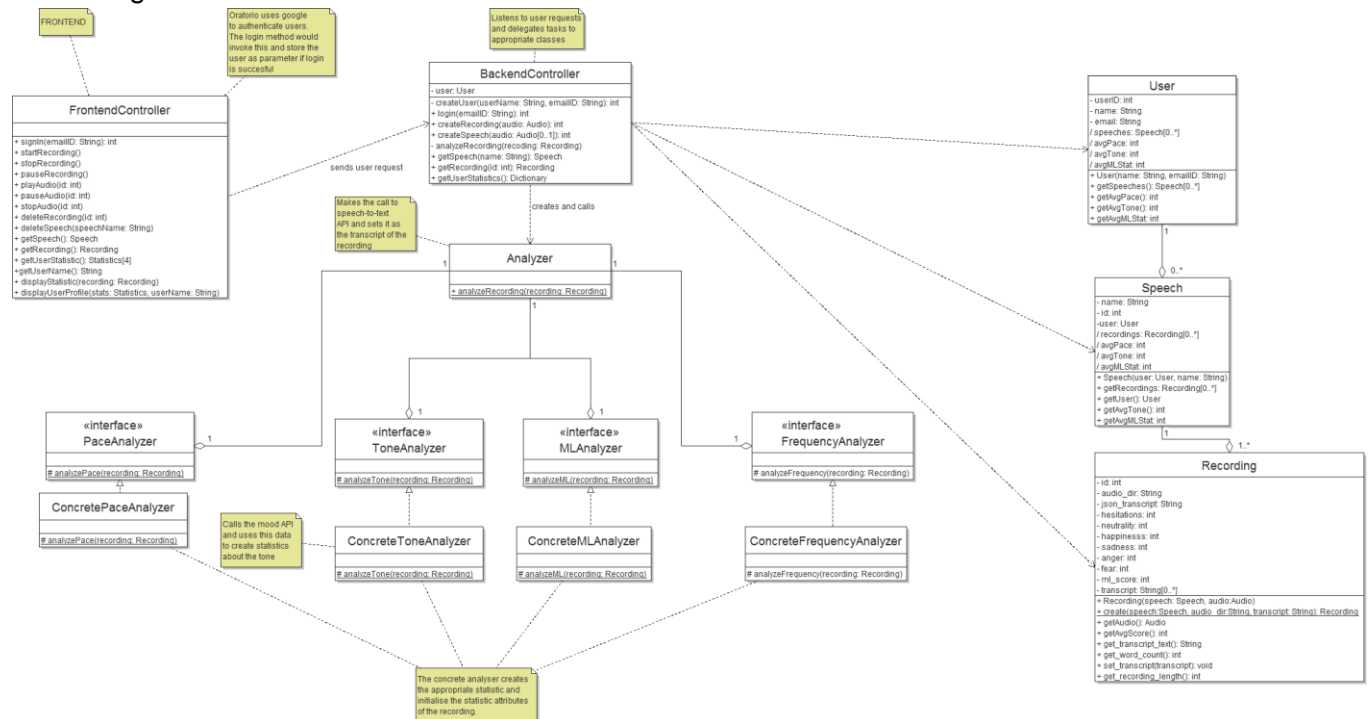 FRONTEND
Oratorio uses google
to authenticate users.
The login method would
invoke this and store the
user as parameter if login
is succesful
Listens to user requests
and delegates tasks to
appropriate classes
FrontendController
+ signIn(emailID: String): int
+ startRecording()
+ stopRecording()
+ pauseRecording()
+ playAudio(id: int)
+ pauseAudio(id: int)
+ stopAudio(id: int)
+ deleteRecording(id: int)
+ deleteSpeech(speechName: String)
+ getSpeech(): Speech
+ getRecording(): Recording
+ getUserStatistic(): Statistics[4]
+getUserName(): String
+ displayStatistic(recording: Recording)
+ displayUserProfile(stats: Statistics, userName: String)
sends user request
BackendController
- user: User
- createUser(userName: String, emailID: String): int
+ login(emailID: String): int
+ createRecording(audio: Audio): int
+ createSpeech(audio: Audio[0..1]): int
- analyzeRecording(recoding: Recording)
+ getSpeech(name: String): Speech
+ getRecording(id: int): Recording
+ getUserStatistics(): Dictionary
creates and calls
User
- userID: int
- name: String
- email: String
/ speeches: Speech[0..*]
/ avgPace: int
/ avgTone: int
/ avgMLStat: int
+ User(name: String, emailID: String)
+ getSpeeches(): Speech[0..*]
+ getAvgPace(): int
+ getAvgTone(): int
+ getAvgMLStat: int
1
0..*
Makes the call to
speech-to-text
API and sets it as
the transcript of the
recording
Analyzer
+ analyzeRecording(recording: Recording)
1
1
1
1
Speech
- name: String
- id: int
-user: User
/ recordings: Recording[0..*]
/ avgPace: int
/ avgTone: int
/ avgMLStat: int
+ Speech(user: User, name: String)
+ getRecordings: Recording[0..*]
+ getUser(): User
+ getAvgTone(): int
+ getAvgMLStat: int
1
1..*
«interface»
PaceAnalyzer
# analyzePace(recording: Recording)
1
«interface»
ToneAnalyzer
# analyzeTone(recording: Recording)
1
«interface»
MLAnalyzer
# analyzeML(recording: Recording)
1
«interface»
FrequencyAnalyzer
# analyzeFrequency(recording: Recording)
1
ConcretePaceAnalyzer
# analyzePace(recording: Recording)
Calls the mood API
and uses this data
to create statistics
about the tone
ConcreteToneAnalyzer
# analyzeTone(recording: Recording)
ConcreteMLAnalyzer
# analyzeML(recording: Recording)
ConcreteFrequencyAnalyzer
# analyzeFrequency(recording: Recording)
Recording
- id: int
- audio_dir: String
- json_transcript: String
- hesitations: int
- neutrality: int
- happinesss: int
- sadness: int
- anger: int
- fear: int
- ml_score: int
- transcript: String[0..*]
+ Recording(speech: Speech, audio:Audio)
+ create(speech:Speech, audio_dir:String, transcript: String): Recording
+ getAudio(): Audio
+ getAvgScore(): int
+ get_transcript_text(): String
+ get_word_count(): int
+ set_transcript(transcript): void
+ get_recording_length(): int
The concrete analyser creates
the appropriate statistic and
initialise the statistic attributes
of the recording.